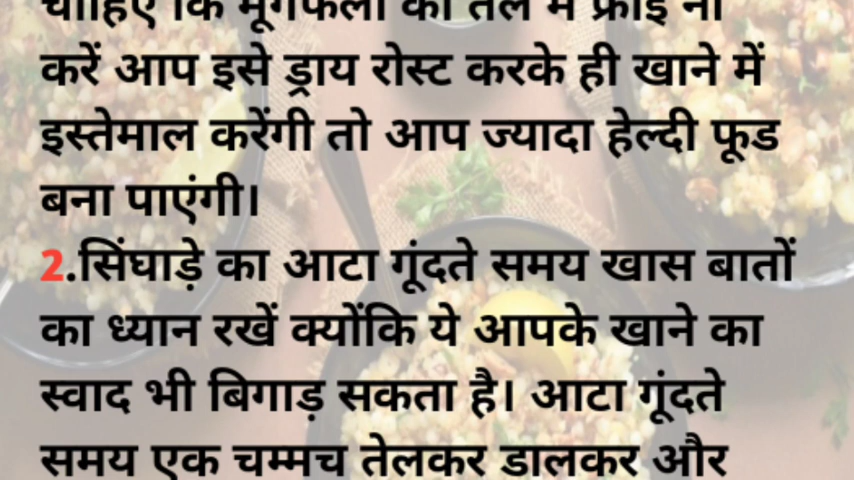 चाहिए कि मूंगफली को तेल में फ्राई ना
करें आप इसे ड्राय रोस्ट करके ही खाने में
इस्तेमाल करेंगी तो आप ज्यादा हेल्दी फूड
बना पाएंगी।
2.सिंघाड़े का आटा गूंदते समय खास बातों
का ध्यान रखें क्योंकि ये आपके खाने का
स्वाद भी बिगाड़ सकता है। आटा गूंदते
समय एक चम्मच तेलकर डालकर और